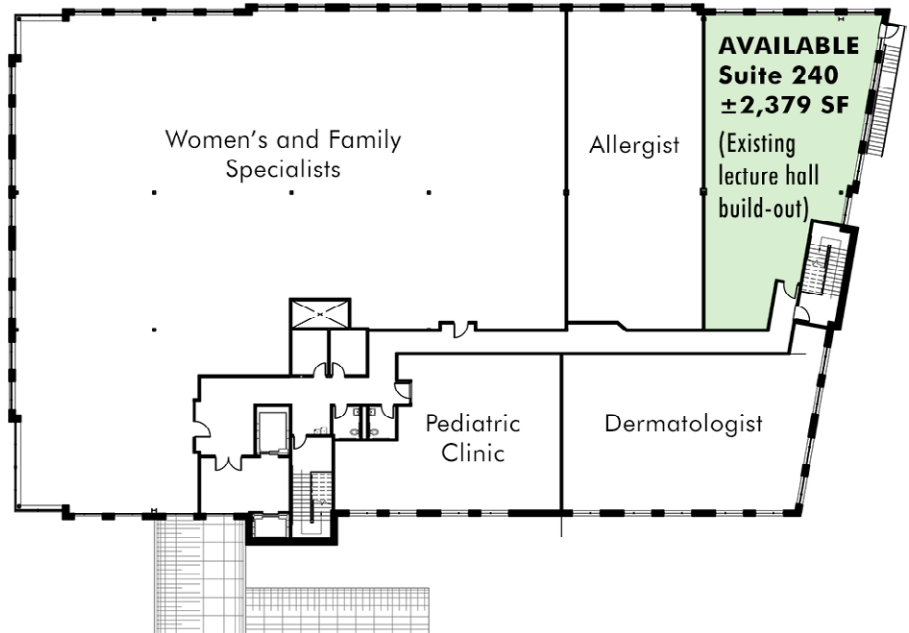 Women's and Family
Specialists
Allergist
AVAILABLE
Suite 240
±2,379 SF
(Existing
lecture hall
build-out)
Pediatric
Clinic
Dermatologist